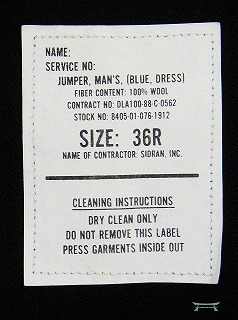 NAME:
SERVICE NO:
JUMPER, MAN'S, (BLUE, DRESS)
FIBER CONTENT: 100% WOOL
CONTRACT NO: DLA100-88-C-0562
STOCK NO: 8405-01-076-1912
SIZE: 36R
NAME OF CONTRACTOR: SIDRAN, INC.
CLEANING INSTRUCTIONS
DRY CLEAN ONLY
DO NOT REMOVE THIS LABEL
PRESS GARMENTS INSIDE OUT